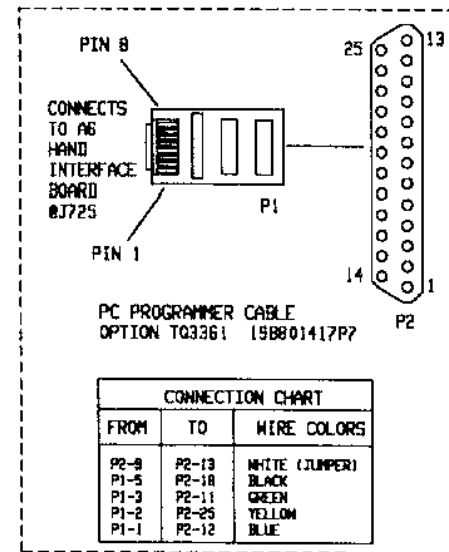 PIN 8
25
13
CONNECTS
TO A6
HAND
INTERFACE
BOARD
@J725
P1
PIN 1
14
1
P2
PC PROGRAMMER CABLE
OPTION TQ3361 19B801417P7
CONNECTION CHART
FROM TO WIRE COLORS
P2-9 P2-13 WHITE (JUMPER)
P1-5 P2-18 BLACK
P1-3 P2-11 GREEN
P1-2 P2-25 YELLOW
P1-1 P2-12 BLUE